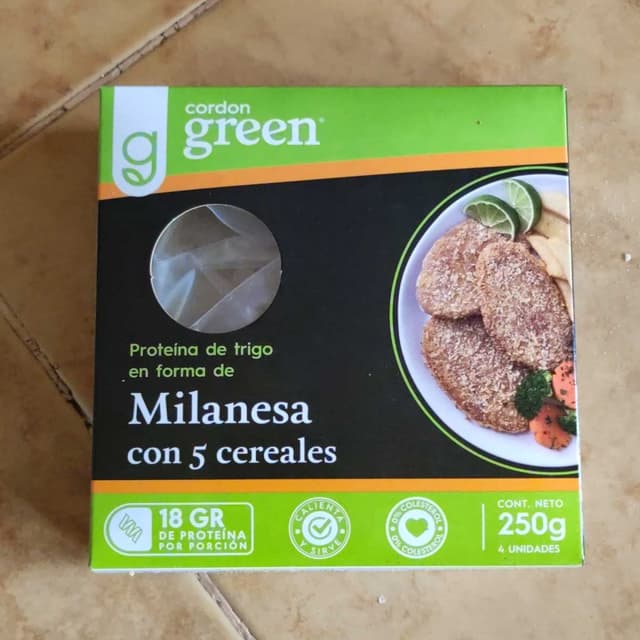 cordon
green®
g
Proteína de trigo
en forma de
Milanesa
con 5 cereales
18 GR
DE PROTEÍNA
POR PORCIÓN
CALIENTA
Y SIRVE
0% COLESTEROL
0% COLESTEROL
CONT. NETO
250g
4 UNIDADES